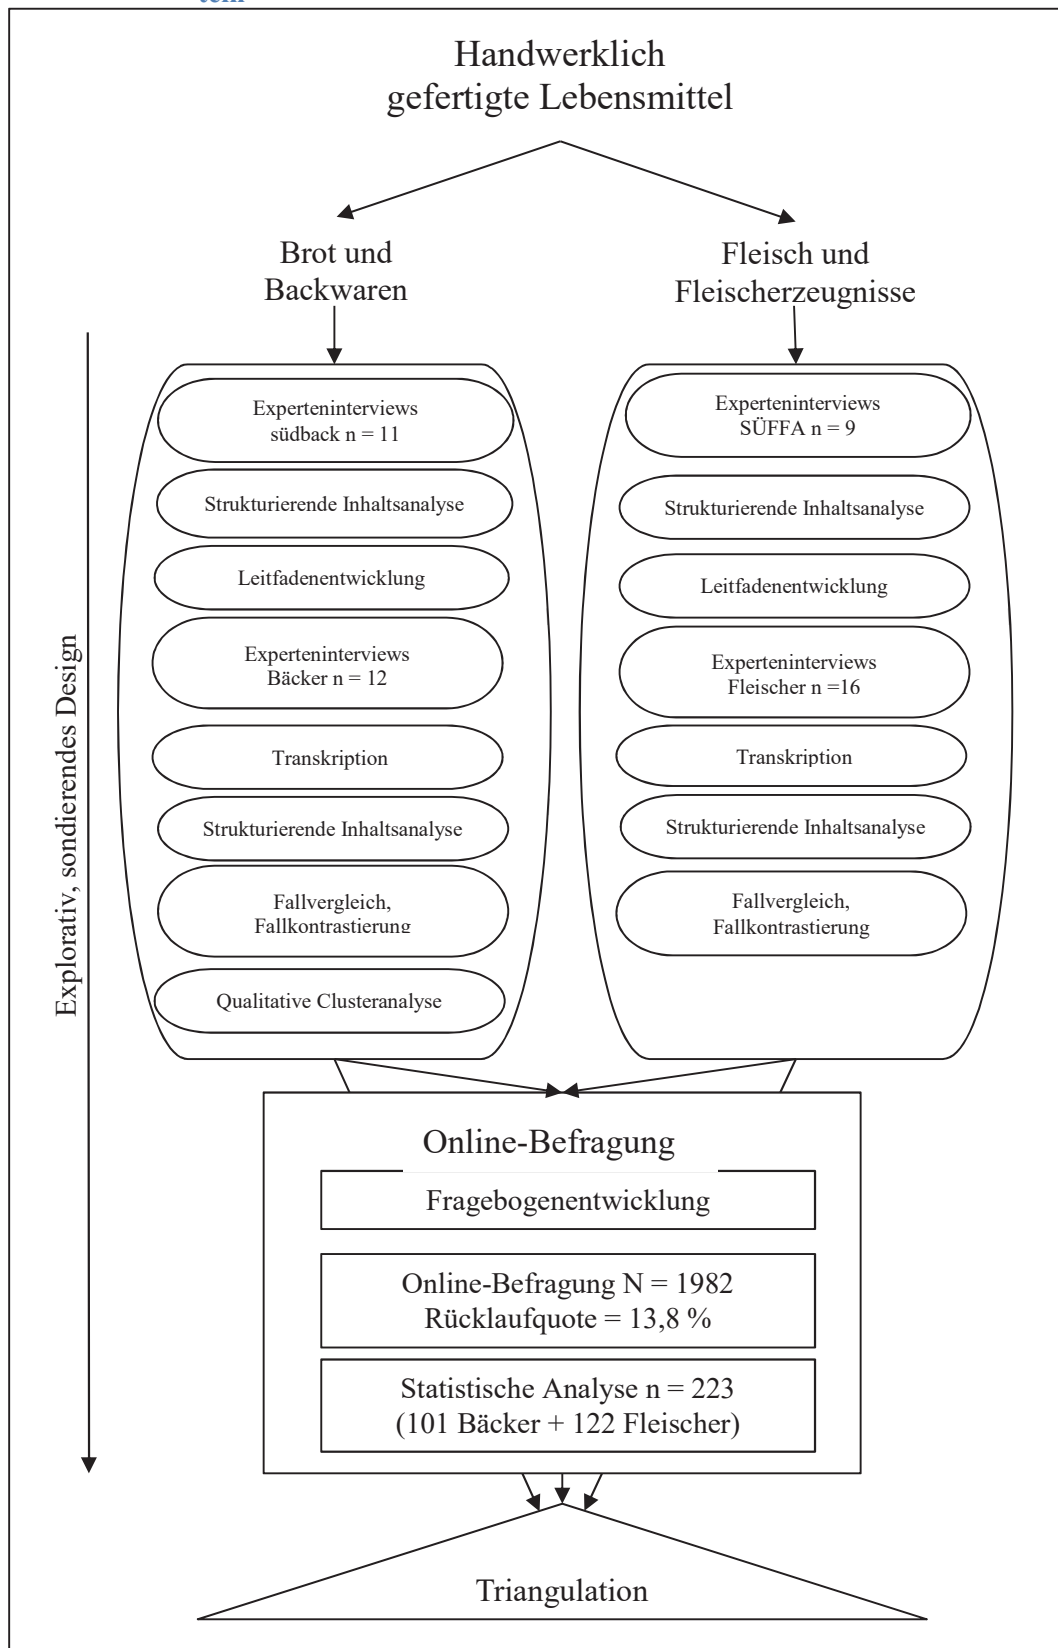 Handwerklich
gefertigte Lebensmittel
Brot und
Backwaren
Fleisch und
Fleischerzeugnisse
Explorativ, sondierendes Design
Experteninterviews
südback n = 11
Strukturierende Inhaltsanalyse
Leitfadenentwicklung
Experteninterviews
Bäcker n = 12
Transkription
Strukturierende Inhaltsanalyse
Fallvergleich,
Fallkontrastierung
Qualitative Clusteranalyse
Experteninterviews
SÜFFA n = 9
Strukturierende Inhaltsanalyse
Leitfadenentwicklung
Experteninterviews
Fleischer n =16
Transkription
Strukturierende Inhaltsanalyse
Fallvergleich,
Fallkontrastierung
Online-Befragung
Fragebogenentwicklung
Online-Befragung N = 1982
Rücklaufquote = 13,8 %
Statistische Analyse n = 223
(101 Bäcker + 122 Fleischer)
Triangulation